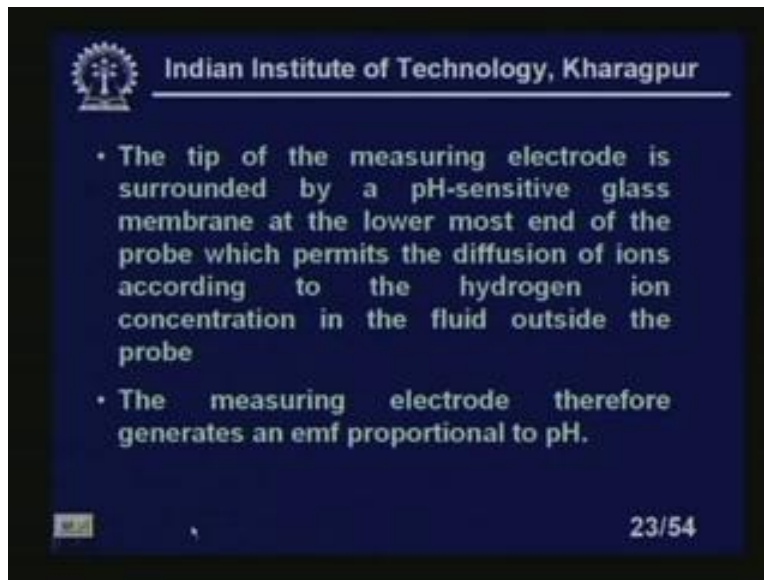 Indian Institute of Technology, Kharagpur
• The tip of the measuring electrode is
surrounded by a pH-sensitive glass
membrane at the lower most end of the
probe which permits the diffusion of ions
according to the hydrogen ion
concentration in the fluid outside the
probe
• The measuring electrode therefore
generates an emf proportional to pH.
23/54